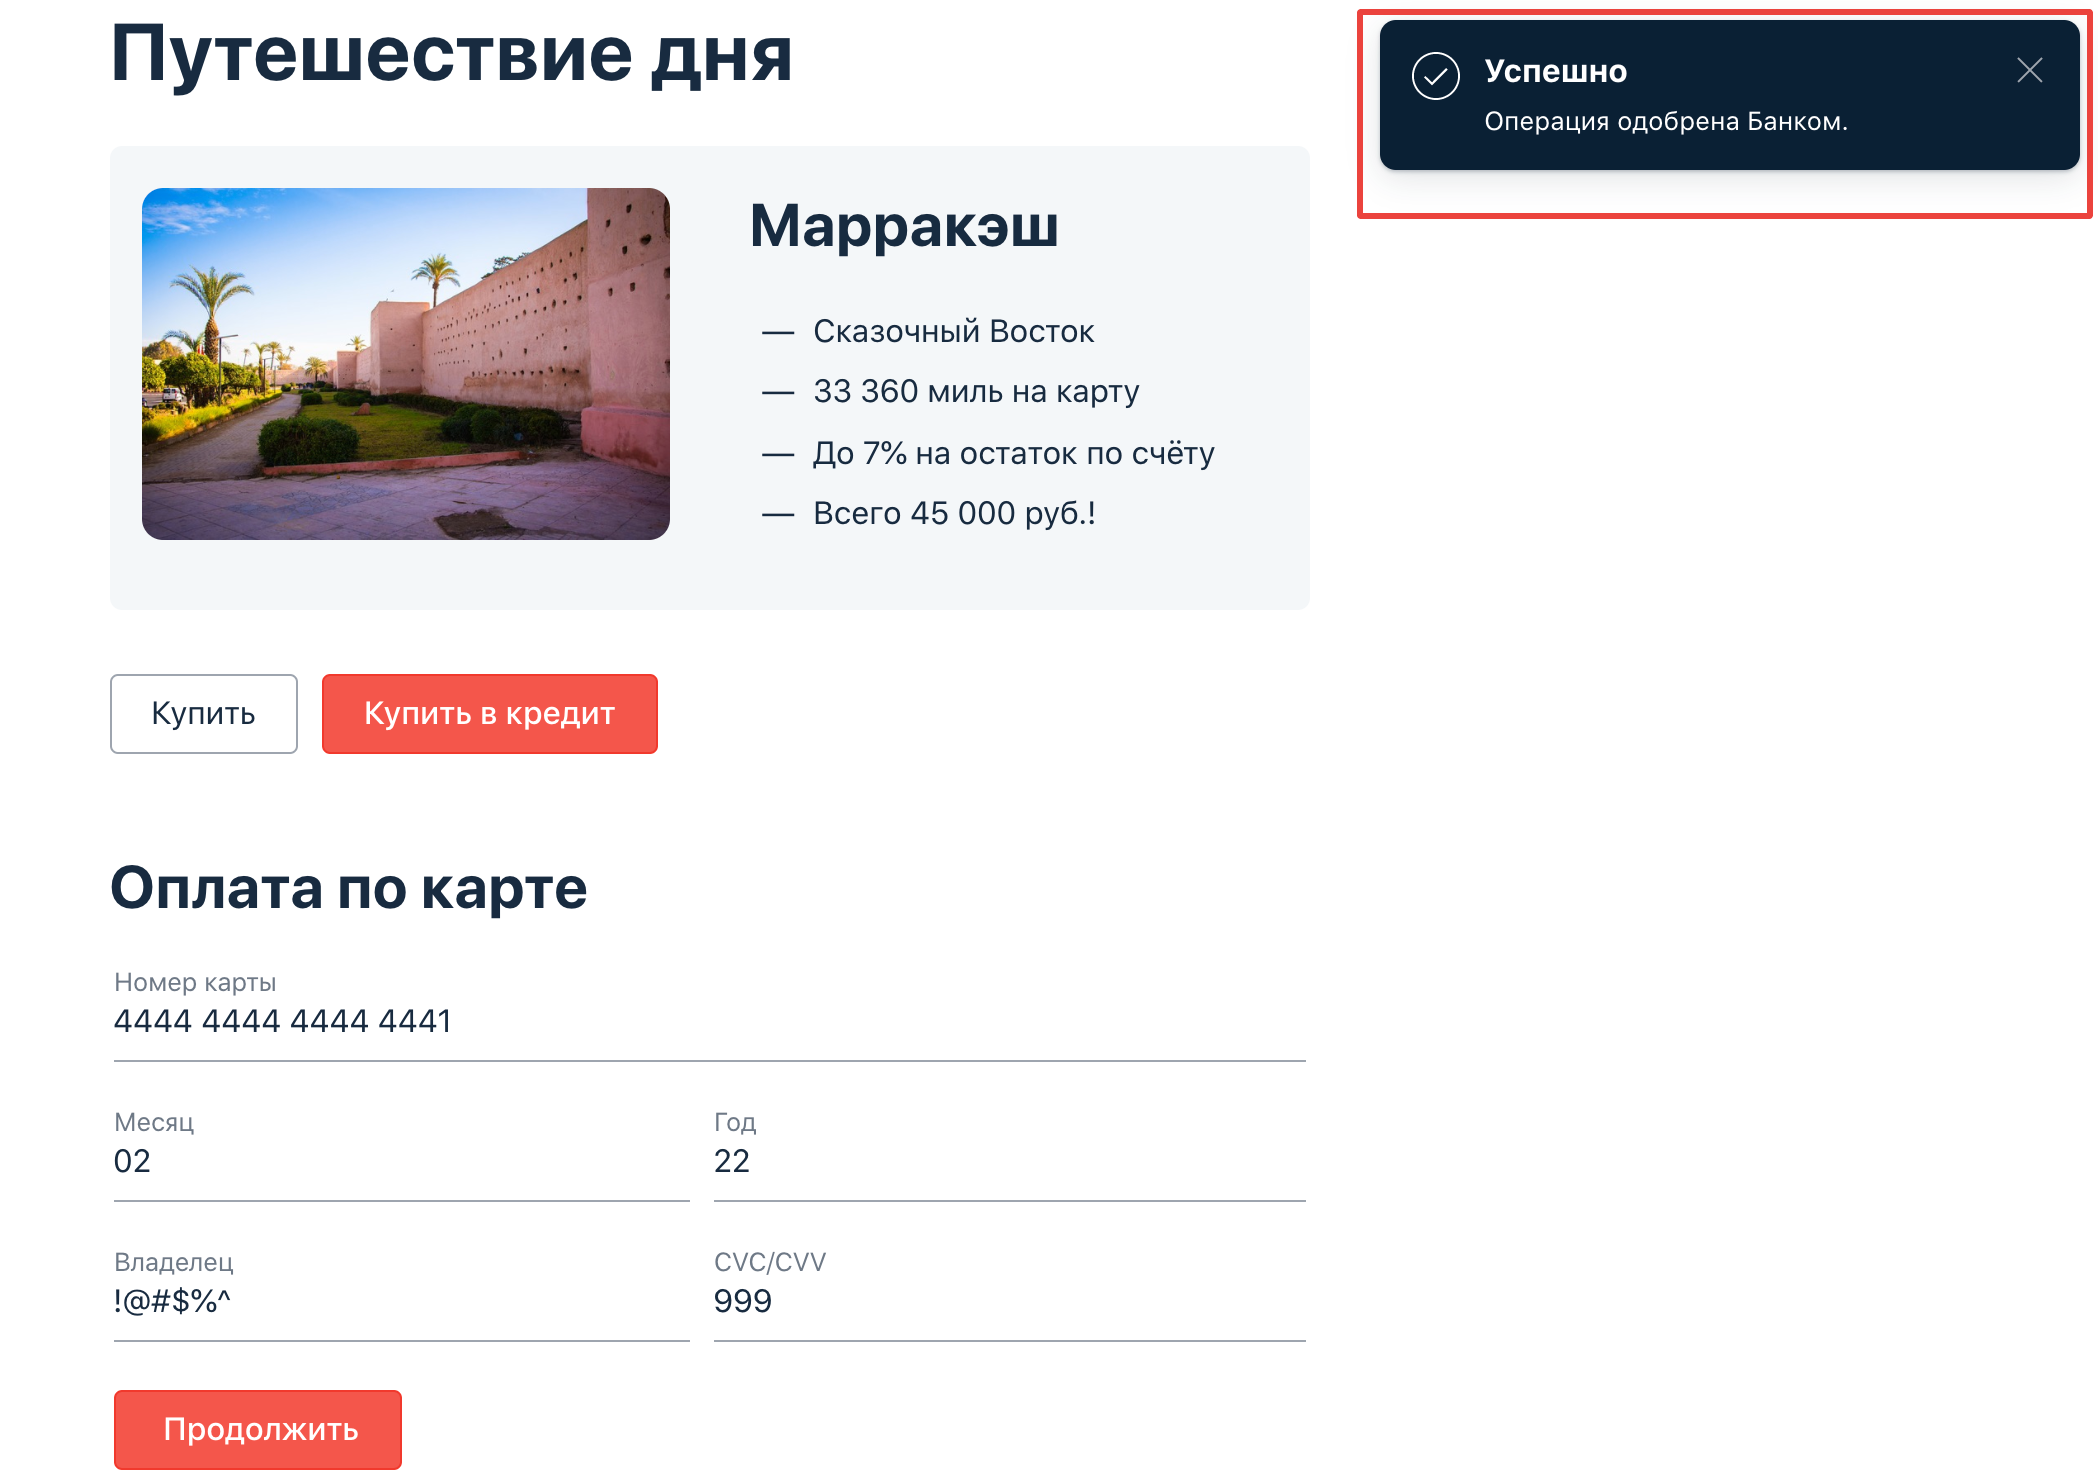 Путешествие дня
Успешно
Операция одобрена Банком.
Марракэш
— Сказочный Восток
— 33 360 миль на карту
— До 7% на остаток по счёту
— Всего 45 000 руб.!
Купить
Купить в кредит
Оплата по карте
Номер карты
4444 4444 4444 4441
Месяц
02
Год
22
Владелец
!@#$%^
CVC/CVV
999
Продолжить